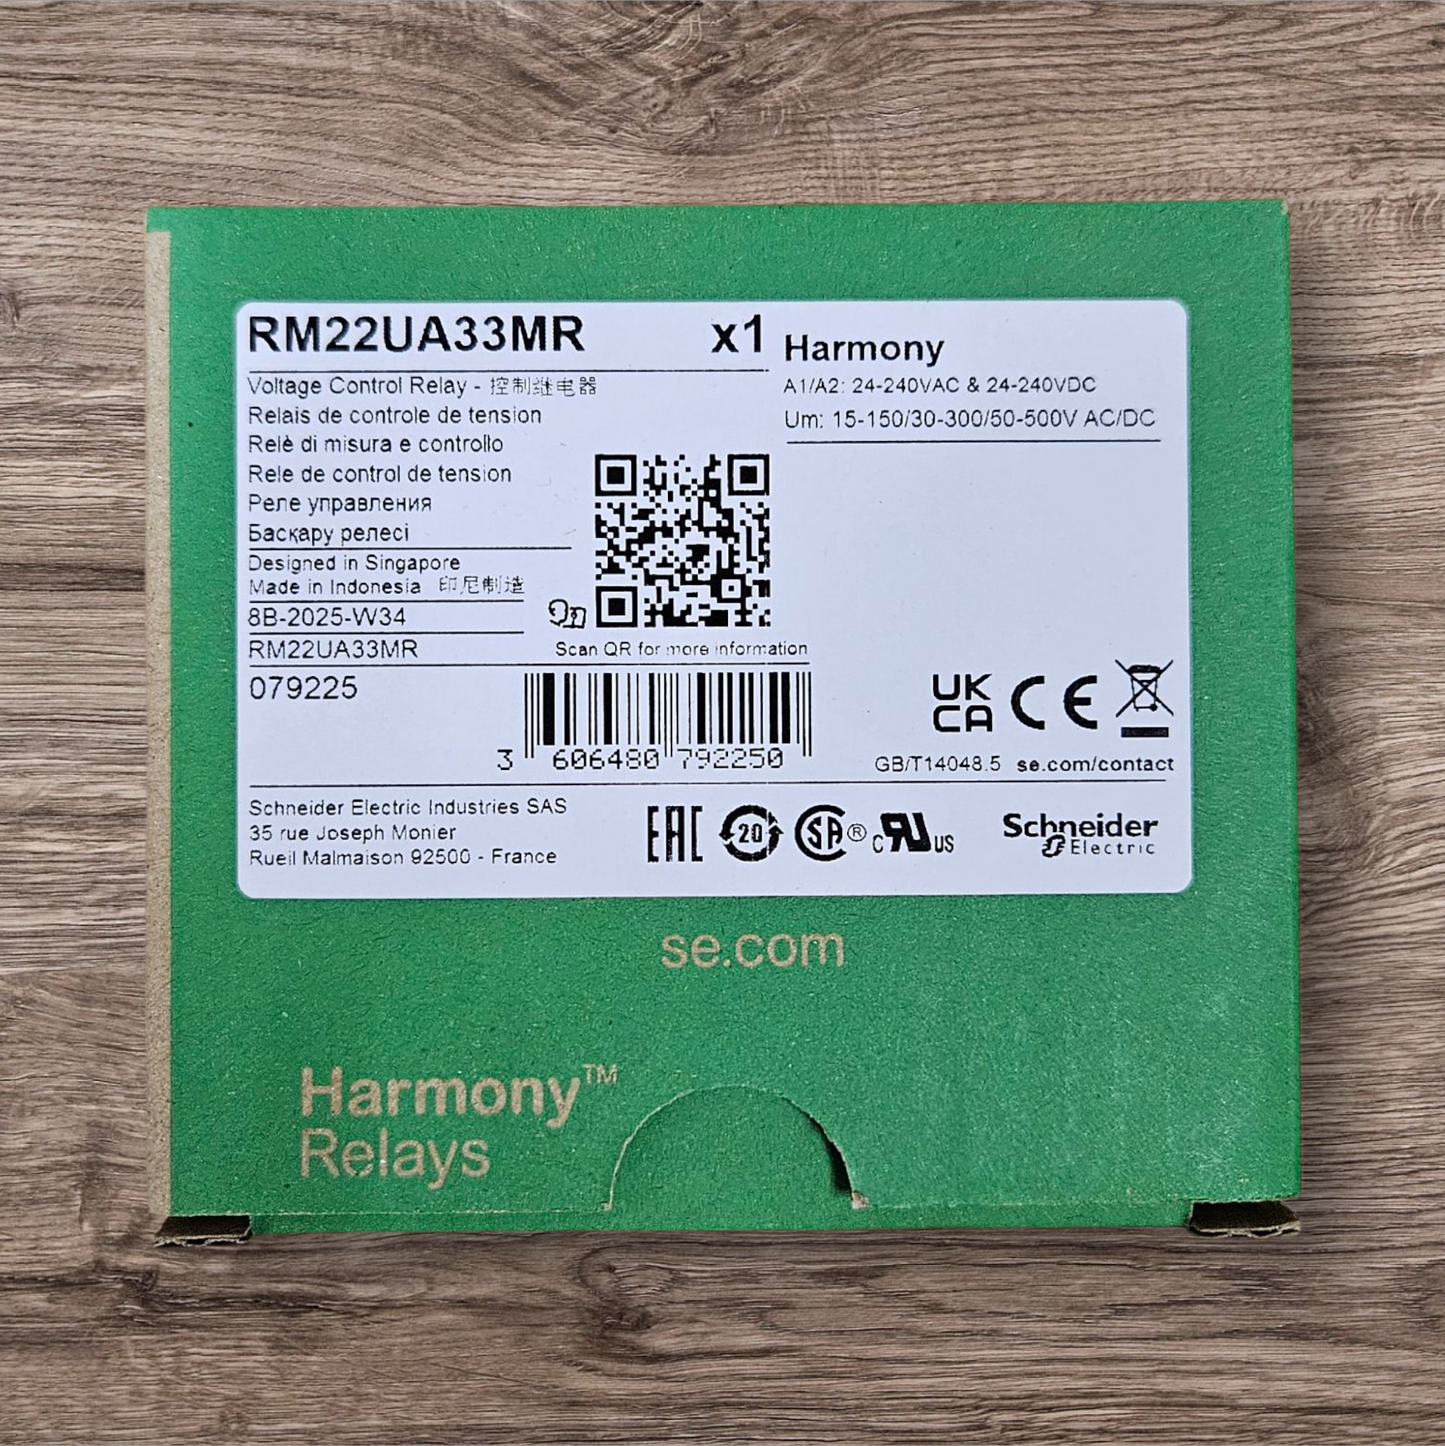 RM22UA33MR x1
Voltage Control Relay - 控制继电器
Relais de controle de tension
Relè di misura e controllo
Rele de control de tension
Реле управления
Басқару релесі
Designed in Singapore
Made in Indonesia 印尼制造
8B-2025-W34
RM22UA33MR
Scan QR for more information
079225
3 606480 792250
Harmony
A1/A2: 24-240VAC & 24-240VDC
Um: 15-150/30-300/50-500V AC/DC
UK
CA
CE
GB/T14048.5 se.com/contact
Schneider Electric Industries SAS
35 rue Joseph Monier
Rueil Malmaison 92500 - France
EAC 20 SA® c RU US
Schneider
Electric
se.com
Harmony™
Relays